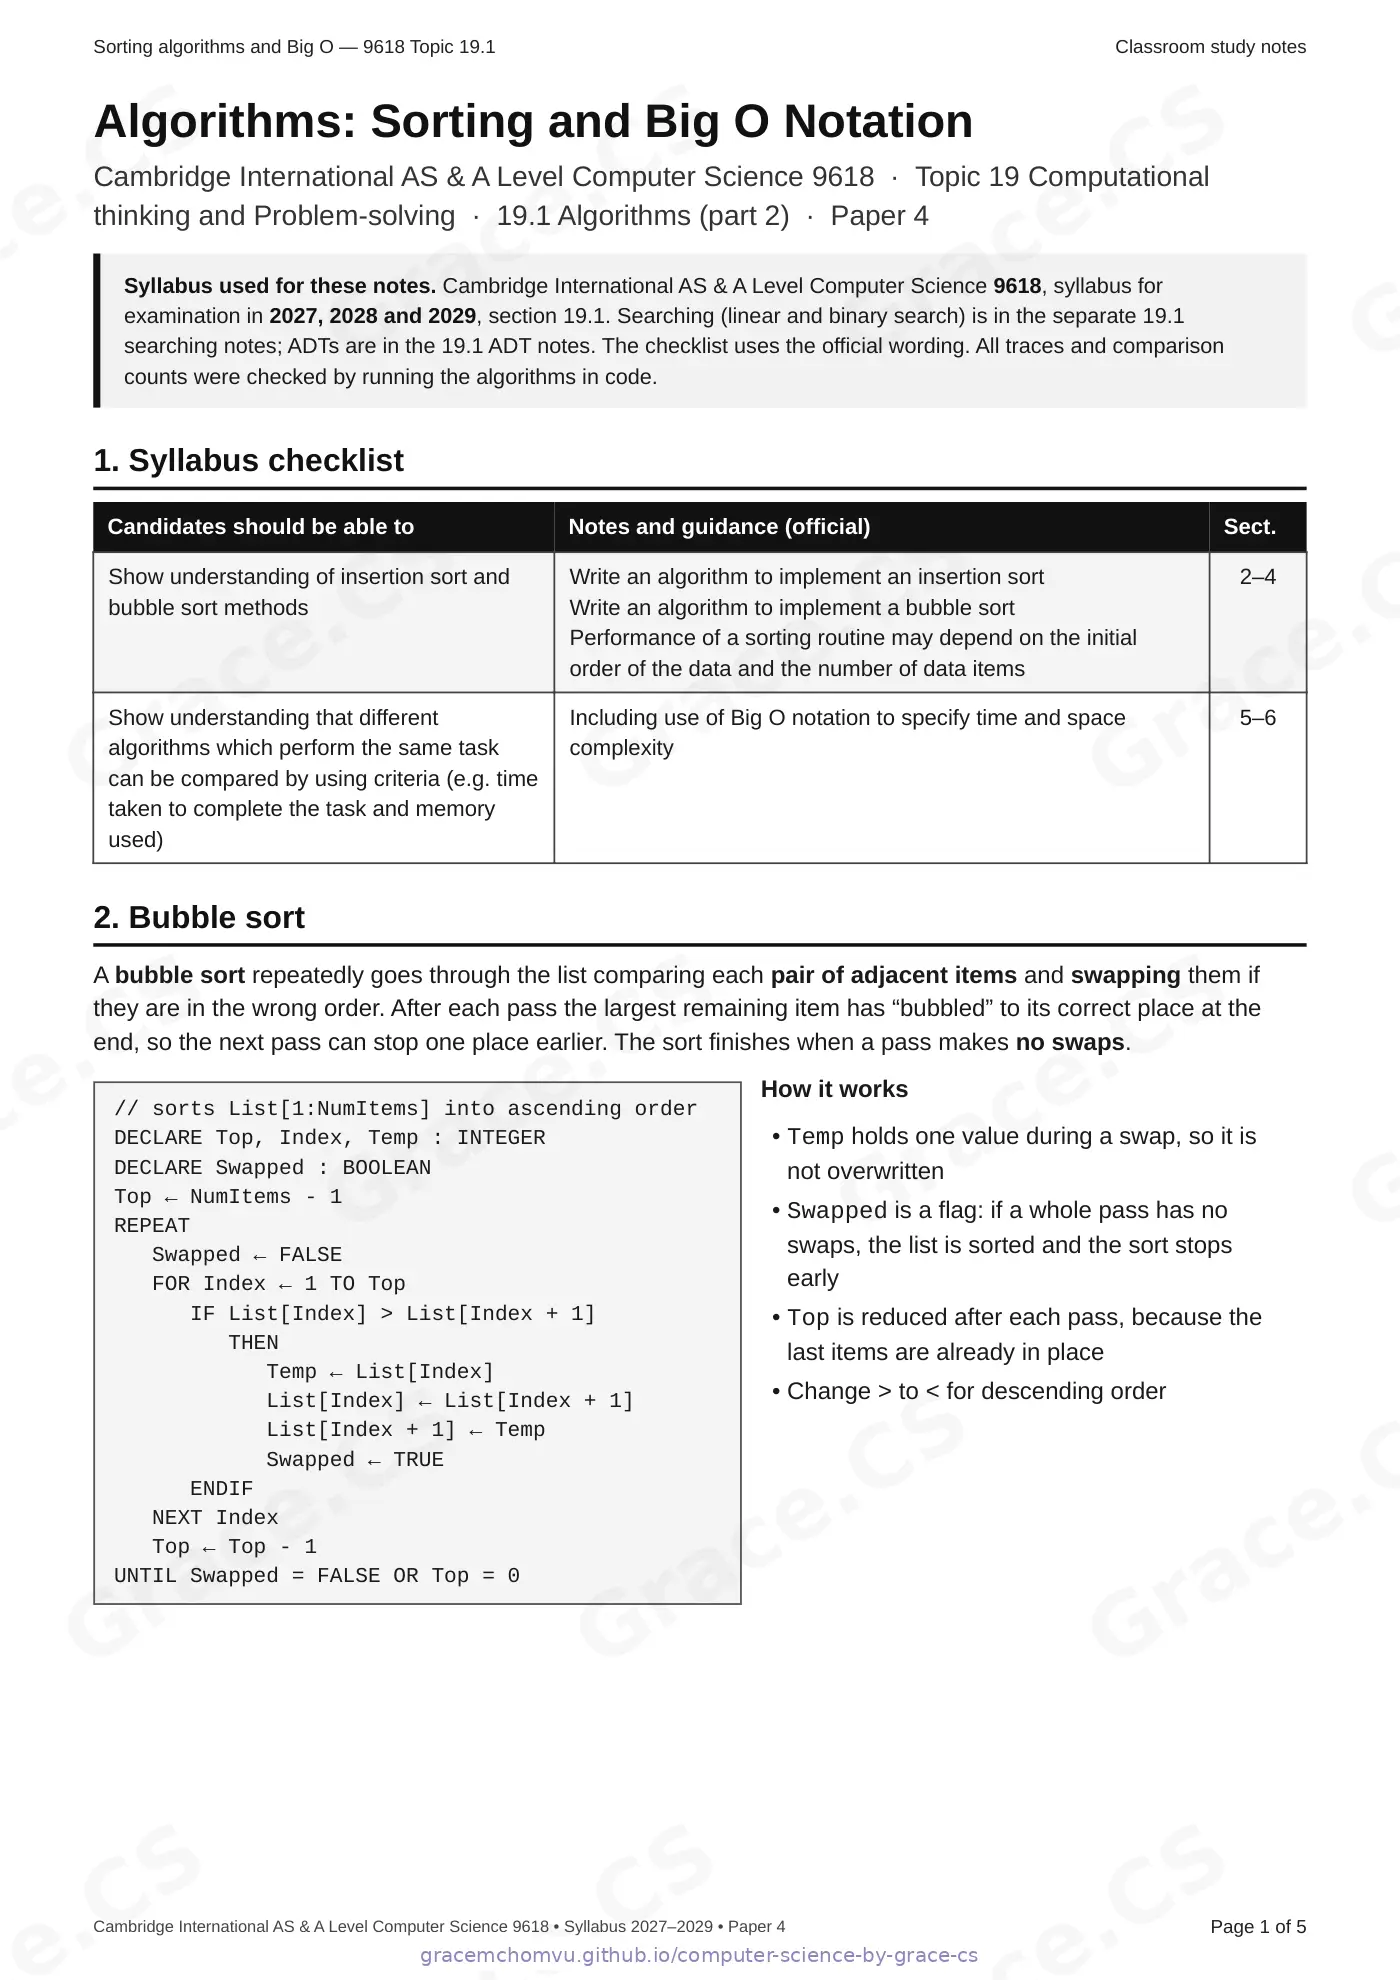 Sorting algorithms and Big O — 9618 Topic 19.1
Classroom study notes
Algorithms: Sorting and Big O Notation
Cambridge International AS & A Level Computer Science 9618 · Topic 19 Computational
thinking and Problem-solving · 19.1 Algorithms (part 2) · Paper 4
Syllabus used for these notes. Cambridge International AS & A Level Computer Science 9618, syllabus for
examination in 2027, 2028 and 2029, section 19.1. Searching (linear and binary search) is in the separate 19.1
searching notes; ADTs are in the 19.1 ADT notes. The checklist uses the official wording. All traces and comparison
counts were checked by running the algorithms in code.
1. Syllabus checklist
Candidates should be able to
Notes and guidance (official)
Sect.
Show understanding of insertion sort and
bubble sort methods
Write an algorithm to implement an insertion sort
Write an algorithm to implement a bubble sort
Performance of a sorting routine may depend on the initial
order of the data and the number of data items
2–4
Show understanding that different
algorithms which perform the same task
can be compared by using criteria (e.g. time
taken to complete the task and memory
used)
Including use of Big O notation to specify time and space
complexity
5–6
2. Bubble sort
A bubble sort repeatedly goes through the list comparing each pair of adjacent items and swapping them if
they are in the wrong order. After each pass the largest remaining item has “bubbled” to its correct place at the
end, so the next pass can stop one place earlier. The sort finishes when a pass makes no swaps.
// sorts List[1:NumItems] into ascending order
DECLARE Top, Index, Temp : INTEGER
DECLARE Swapped : BOOLEAN
Top ← NumItems - 1
REPEAT
   Swapped ← FALSE
   FOR Index ← 1 TO Top
      IF List[Index] > List[Index + 1]
         THEN
            Temp ← List[Index]
            List[Index] ← List[Index + 1]
            List[Index + 1] ← Temp
            Swapped ← TRUE
      ENDIF
   NEXT Index
   Top ← Top - 1
UNTIL Swapped = FALSE OR Top = 0
How it works
• Temp holds one value during a swap, so it is
not overwritten
• Swapped is a flag: if a whole pass has no
swaps, the list is sorted and the sort stops
early
• Top is reduced after each pass, because the
last items are already in place
• Change > to < for descending order
Cambridge International AS & A Level Computer Science 9618 • Syllabus 2027–2029 • Paper 4
Page 1 of 5
gracemchomvu.github.io/computer-science-by-grace-cs
Grace.CS